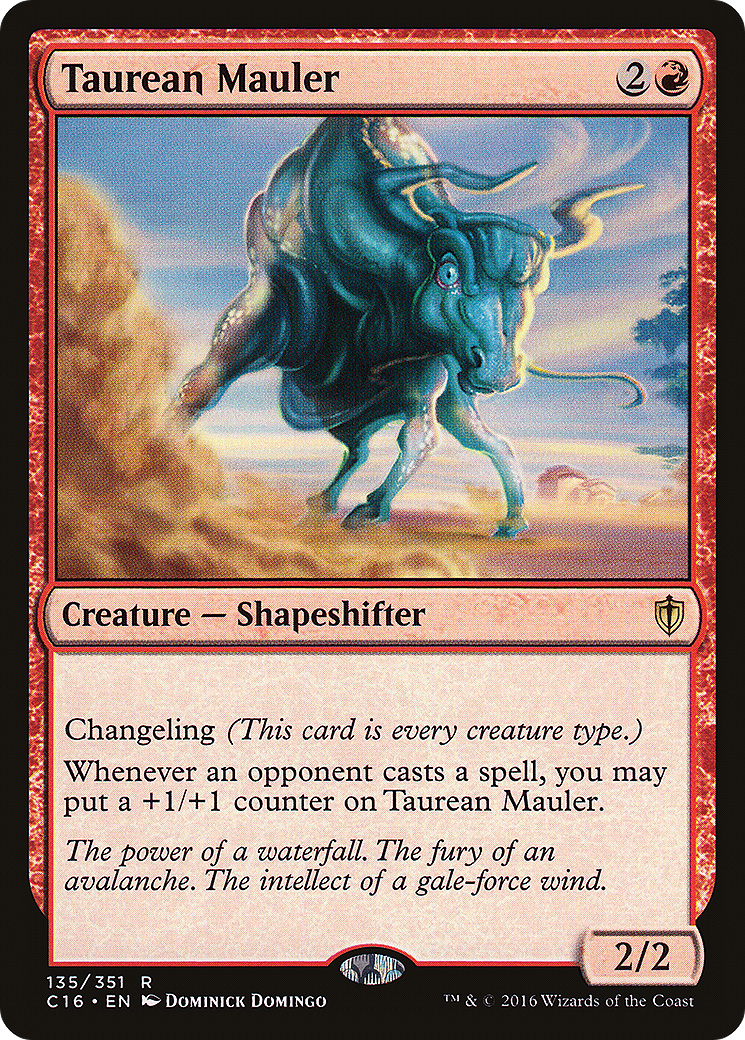 Taurean Mauler 2
Creature — Shapeshifter
Changeling (This card is every creature type.)
Whenever an opponent casts a spell, you may
put a +1/+1 counter on Taurean Mauler.
The power of a waterfall. The fury of an
avalanche. The intellect of a gale-force wind.
2/2
135/351 R
C16 • EN Dominick Domingo ™ & © 2016 Wizards of the Coast